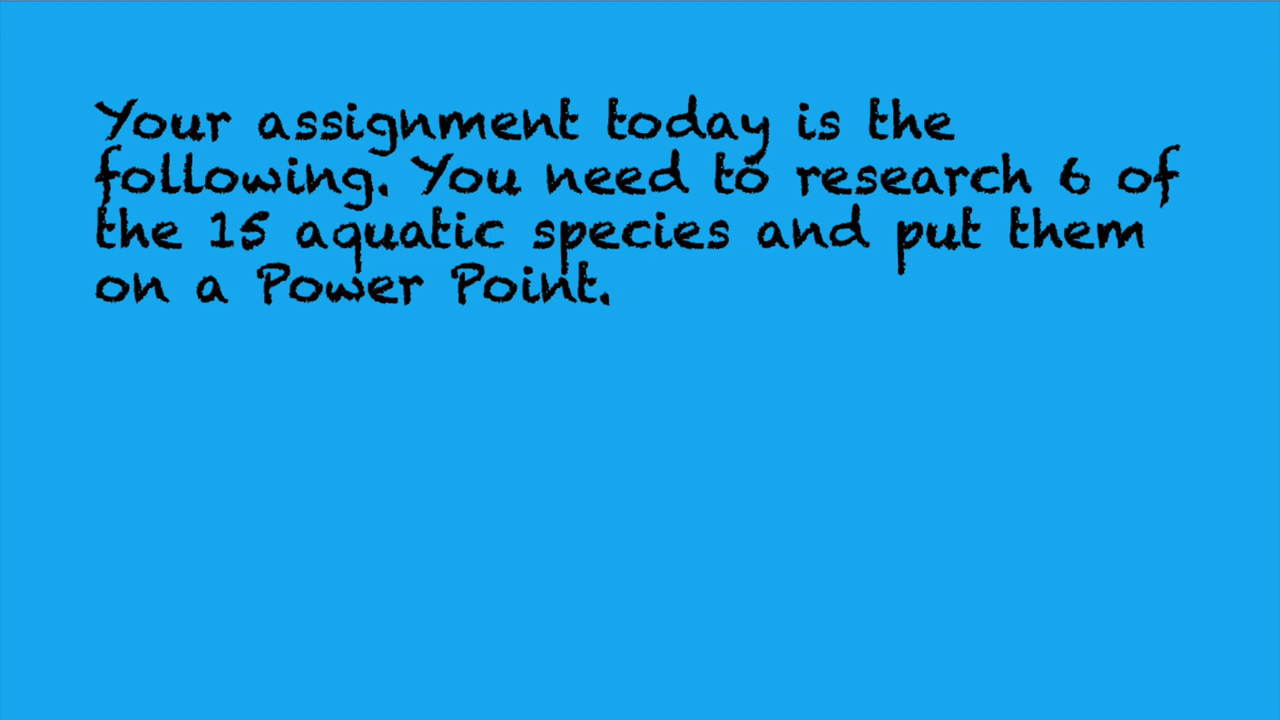 Your assignment today is the
following. You need to research 6 of
the 15 aquatic species and put them
on a Power Point.